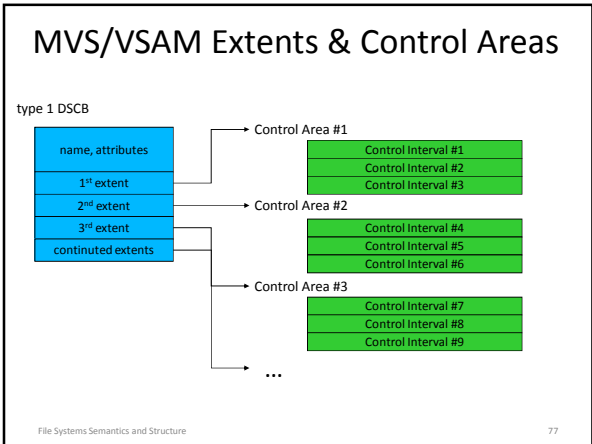 MVS/VSAM Extents & Control Areas
type 1 DSCB
name, attributes
1st extent
2nd extent
3rd extent
continuted extents
Control Area #1
Control Interval #1
Control Interval #2
Control Interval #3
Control Area #2
Control Interval #4
Control Interval #5
Control Interval #6
Control Area #3
Control Interval #7
Control Interval #8
Control Interval #9
...
File Systems Semantics and Structure
77